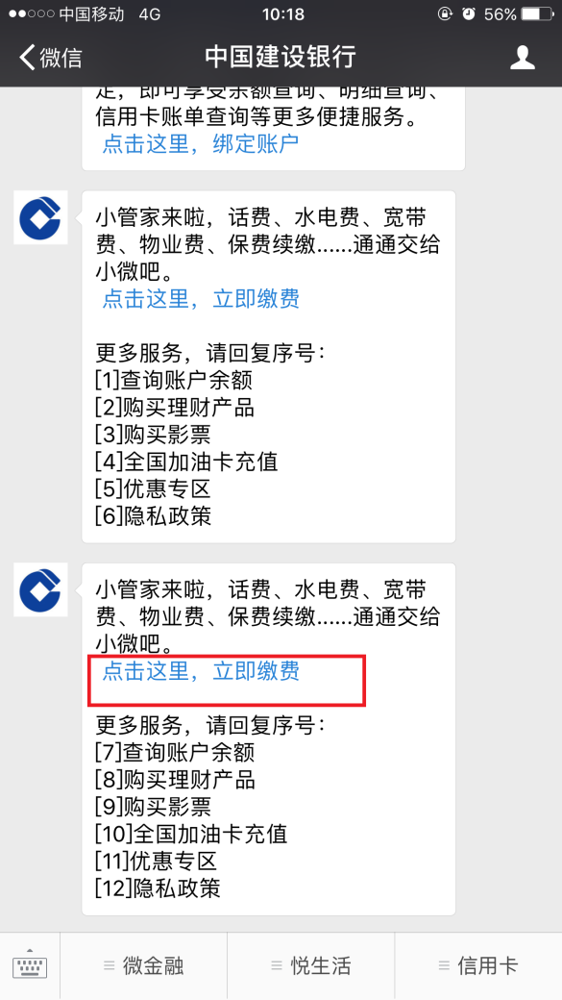 中国移动 4G 10:18 56%
微信 中国建设银行
定，即可享受余额查询、明细查询、
信用卡账单查询等更多便捷服务。
点击这里，绑定账户
小管家来啦，话费、水电费、宽带
费、物业费、保费续缴......通通交给
小微吧。
点击这里，立即缴费
更多服务，请回复序号：
[1]查询账户余额
[2]购买理财产品
[3]购买影票
[4]全国加油卡充值
[5]优惠专区
[6]隐私政策
小管家来啦，话费、水电费、宽带
费、物业费、保费续缴......通通交给
小微吧。
点击这里，立即缴费
更多服务，请回复序号：
[7]查询账户余额
[8]购买理财产品
[9]购买影票
[10]全国加油卡充值
[11]优惠专区
[12]隐私政策
微金融 悦生活 信用卡